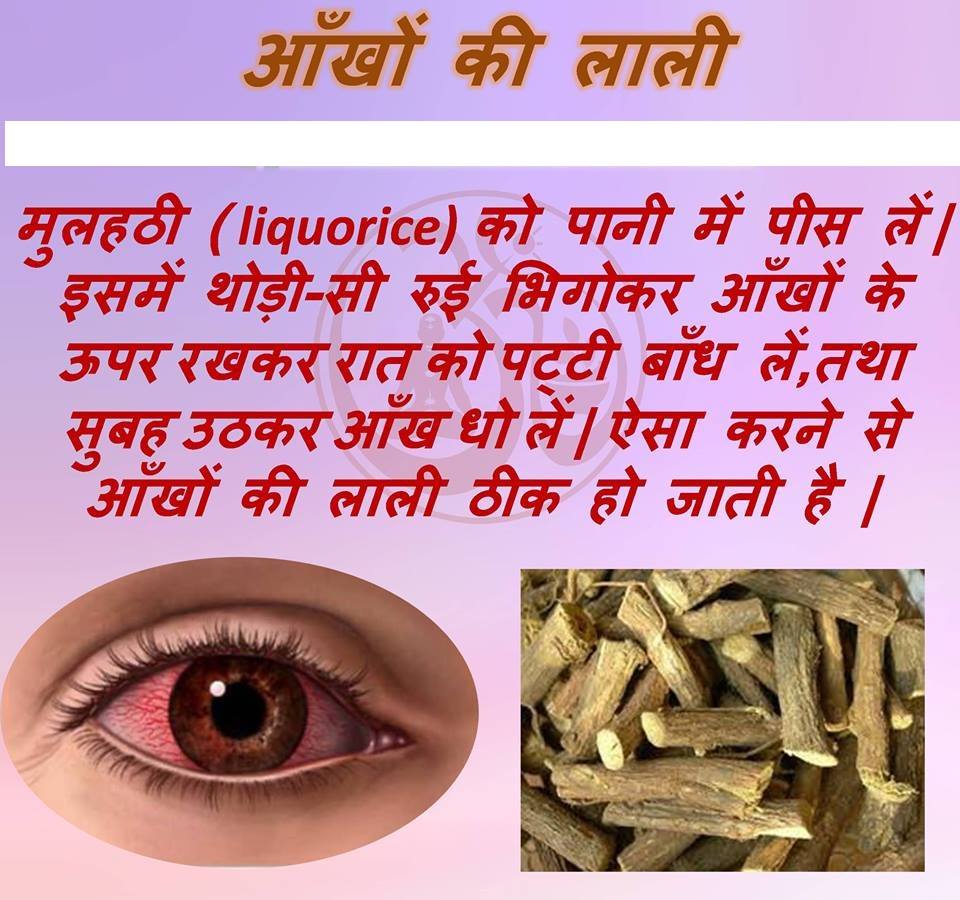 आँखों की लाली
मुलहठी (liquorice) को पानी में पीस लें|
इसमें थोड़ी-सी रुई भिगोकर आँखों के
ऊपर रखकर रात को पट्टी बाँध लें,तथा
सुबह उठकर आँख धो लें| ऐसा करने से
आँखों की लाली ठीक हो जाती है |